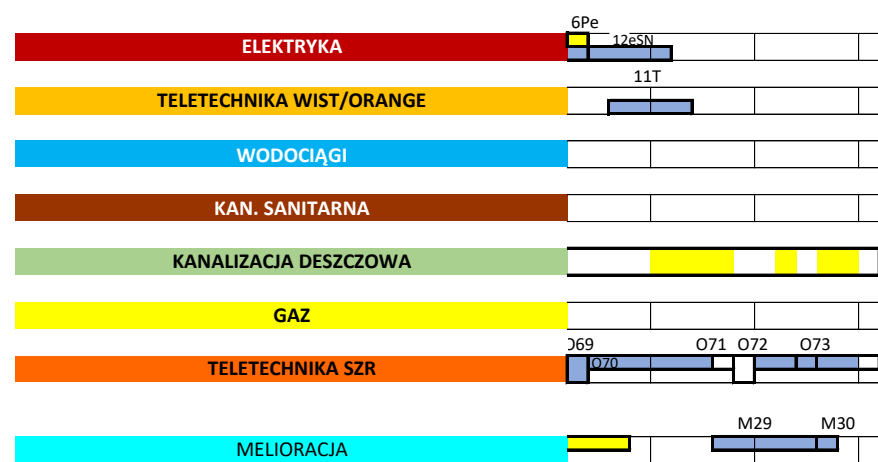 6Pe
ELEKTRYKA 12eSN
11T
TELETECHNIKA WIST/ORANGE
WODOCIĄGI
KAN. SANITARNA
KANALIZACJA DESZCZOWA
GAZ
O69 O71 O72 O73
TELETECHNIKA SZR O70
M29 M30
MELIORACJA